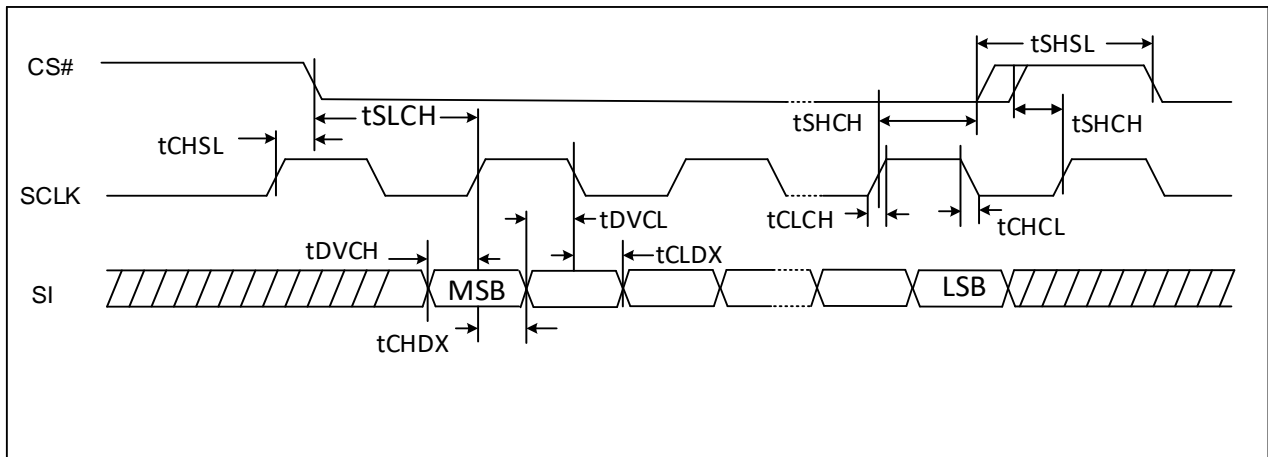 tSHSL
CS#
tSLCH
tSHCH
tSHCH
tCHSL
SCLK
tDVCL
tCLCH
tCHCL
tDVCH
tCLDX
SI
MSB
LSB
tCHDX